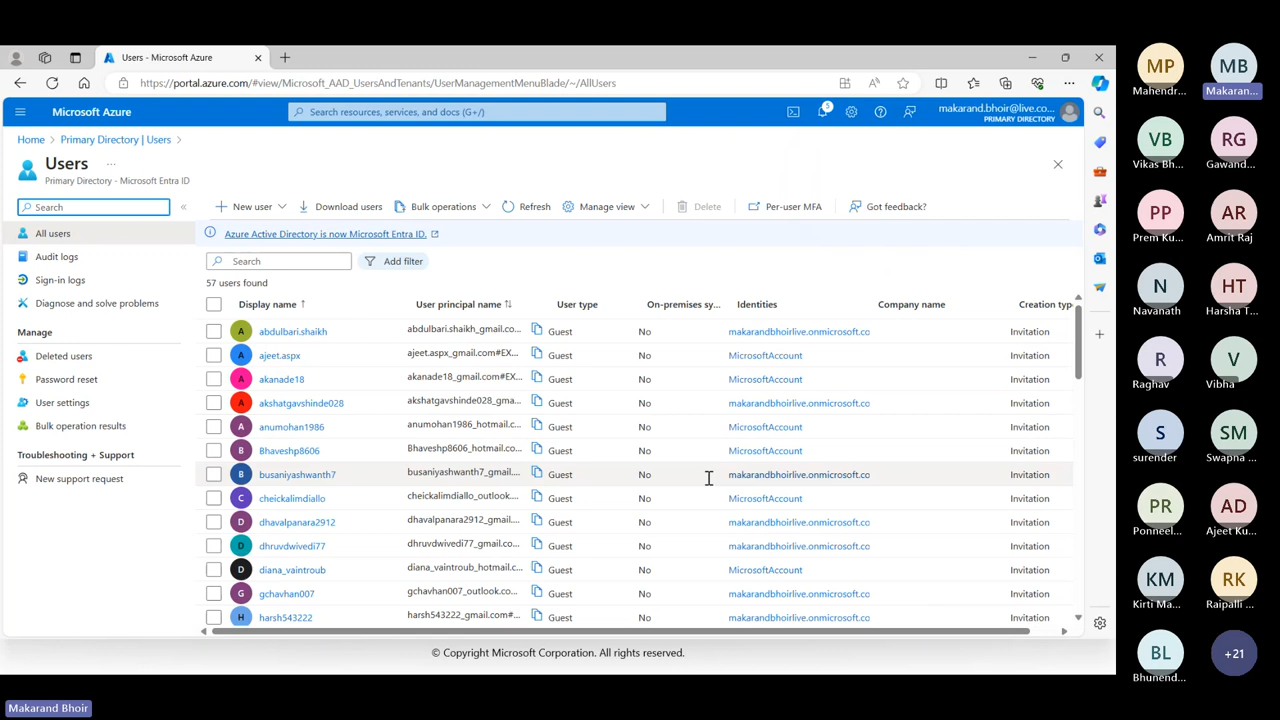 Users - Microsoft Azure
https://portal.azure.com/#view/Microsoft_AAD_UsersAndTenants/UserManagementMenuBlade/~/AllUsers
Microsoft Azure
Search resources, services, and docs (G+/)
5
makarand.bhoir@live.co...
PRIMARY DIRECTORY
Home > Primary Directory | Users >
Users ...
Primary Directory - Microsoft Entra ID
Search
New user
Download users
Bulk operations
Refresh
Manage view
Delete
Per-user MFA
Got feedback?
All users
Audit logs
Sign-in logs
Diagnose and solve problems
Manage
Deleted users
Password reset
User settings
Bulk operation results
Troubleshooting + Support
New support request
Azure Active Directory is now Microsoft Entra ID.
Search
Add filter
57 users found
Display name ↑ User principal name ↑↓ User type On-premises sy... Identities Company name Creation typ
A abdulbari.shaikh abdulbari.shaikh_gmail.co... Guest No makarandbhoirlive.onmicrosoft.co Invitation
A ajeet.aspx ajeet.aspx_gmail.com#EX... Guest No MicrosoftAccount Invitation
A akanade18 akanade18_gmail.com#EX... Guest No MicrosoftAccount Invitation
A akshatgavshinde028 akshatgavshinde028_gma... Guest No makarandbhoirlive.onmicrosoft.co Invitation
A anumohan1986 anumohan1986_hotmail.c... Guest No MicrosoftAccount Invitation
B Bhaveshp8606 Bhaveshp8606_hotmail.co... Guest No MicrosoftAccount Invitation
B busaniyashwanth7 busaniyashwanth7_gmail.... Guest No makarandbhoirlive.onmicrosoft.co Invitation
C cheickalimdiallo cheickalimdiallo_outlook.... Guest No MicrosoftAccount Invitation
D dhavalpanara2912 dhavalpanara2912_gmail.... Guest No makarandbhoirlive.onmicrosoft.co Invitation
D dhruvdwivedi77 dhruvdwivedi77_gmail.co... Guest No makarandbhoirlive.onmicrosoft.co Invitation
D diana_vaintroub diana_vaintroub_hotmail.c... Guest No MicrosoftAccount Invitation
G gchavhan007 gchavhan007_outlook.co... Guest No makarandbhoirlive.onmicrosoft.co Invitation
H harsh543222 harsh543222_gmail.com#... Guest No makarandbhoirlive.onmicrosoft.co Invitation
© Copyright Microsoft Corporation. All rights reserved.
MP
Mahendr...
MB
Makaran...
VB
Vikas Bh...
RG
Gawand...
PP
Prem Ku...
AR
Amrit Raj
N
Navanath
HT
Harsha T...
R
Raghav
V
Vibha
S
surender
SM
Swapna ...
PR
Ponneel...
AD
Ajeet Ku...
KM
Kirti Ma...
RK
Raipalli ...
BL
Bhunend...
+21
Makarand Bhoir